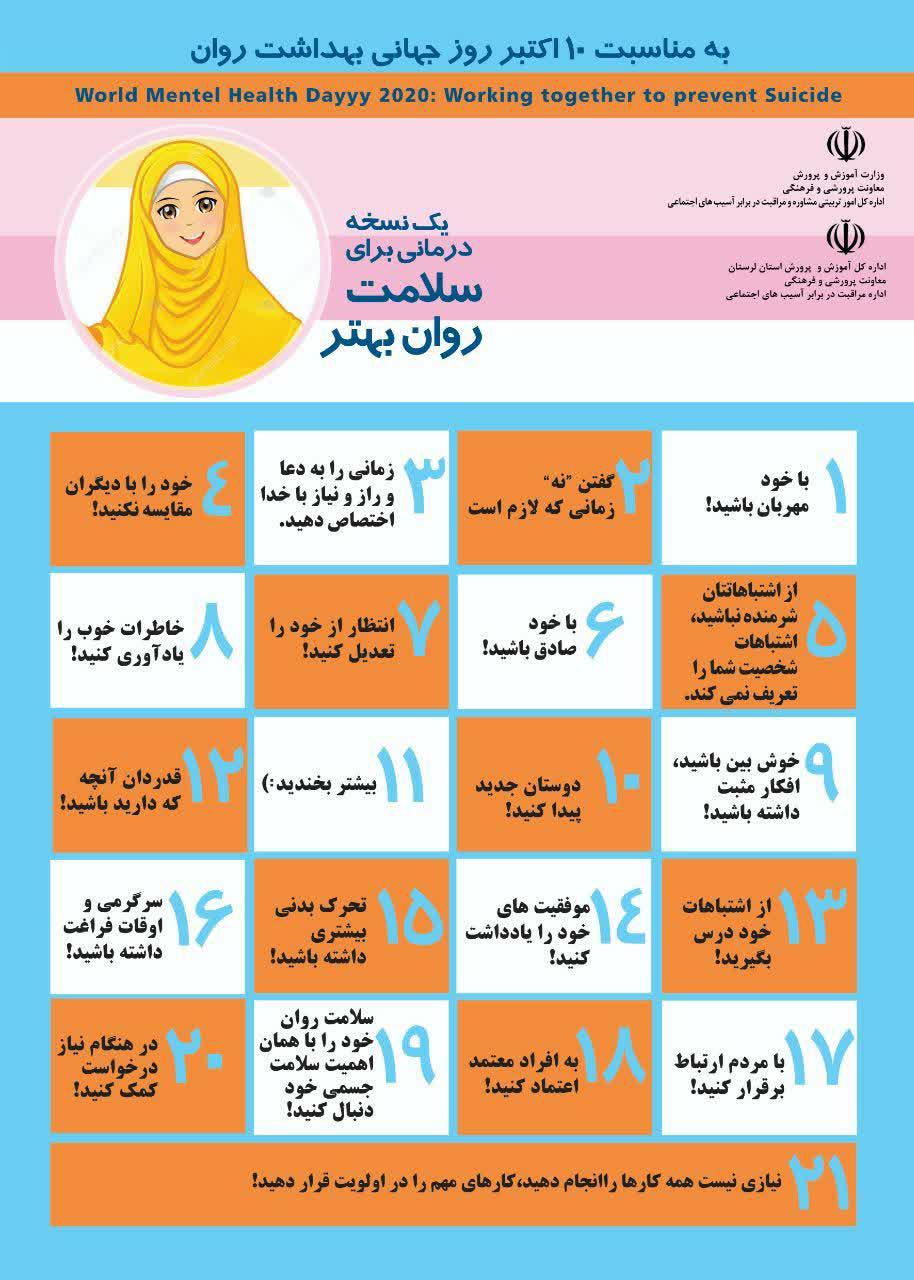 به مناسبت ۱۰ اکتبر روز جهانی بهداشت روان
World Mentel Health Dayyy 2020: Working together to prevent Suicide
وزارت آموزش و پرورش
معاونت پرورشی و فرهنگی
اداره کل امور تربیتی مشاوره و مراقبت در برابر آسیب های اجتماعی
اداره کل آموزش و پرورش استان لرستان
معاونت پرورشی و فرهنگی
اداره مراقبت در برابر آسیب های اجتماعی
یک نسخه
درمانی برای
سلامت
روان بهتر
۱
با خود
مهربان باشید!
۲
گفتن "نه"
زمانی که لازم است
۳
زمانی را به دعا
و راز و نیاز با خدا
اختصاص دهید.
٤
خود را با دیگران
مقایسه نکنید!
۵
از اشتباهاتتان
شرمنده نباشید،
اشتباهات
شخصیت شما را
تعریف نمی کند.
۶
با خود
صادق باشید!
۷
انتظار از خود را
تعدیل کنید!
۸
خاطرات خوب را
یادآوری کنید!
۹
خوش بین باشید،
افکار مثبت
داشته باشید!
۱۰
دوستان جدید
پیدا کنید!
۱۱
بیشتر بخندید:)
۱۲
قدردان آنچه
که دارید باشید!
۱۳
از اشتباهات
خود درس
بگیرید!
۱٤
موفقیت های
خود را یادداشت
کنید!
۱۵
تحرک بدنی
بیشتری
داشته باشید!
۱۶
سرگرمی و
اوقات فراغت
داشته باشید!
۱۷
با مردم ارتباط
برقرار کنید!
۱۸
به افراد معتمد
اعتماد کنید!
۱۹
سلامت روان
خود را با همان
اهمیت سلامت
جسمی خود
دنبال کنید!
۲۰
در هنگام نیاز
درخواست
کمک کنید!
۲۱
نیازی نیست همه کارها راانجام دهید،کارهای مهم را در اولویت قرار دهید!